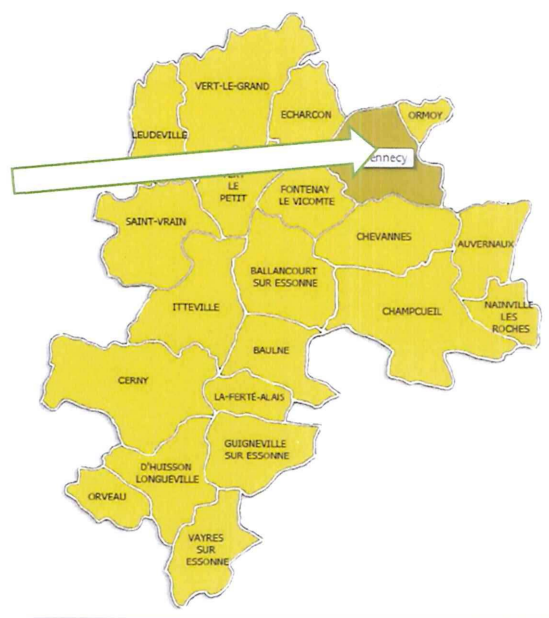 VERT-LE-GRAND
ECHARCON
ORMOY
LEUDEVILLE
ennecy
LE
PETIT
FONTENAY
LE VICOMTE
SAINT-VRAIN
CHEVANNES
AUVERNAUX
BALLANCOURT
SUR ESSONNE
ITTEVILLE
CHAMPCUEIL
NAINVILLE
LES
ROCHES
BAULNE
CERNY
LA-FERTÉ-ALAIS
GUIGNEVILLE
SUR ESSONNE
D'HUISSON
LONGUEVILLE
ORVEAU
VAYRES
SUR
ESSONNE